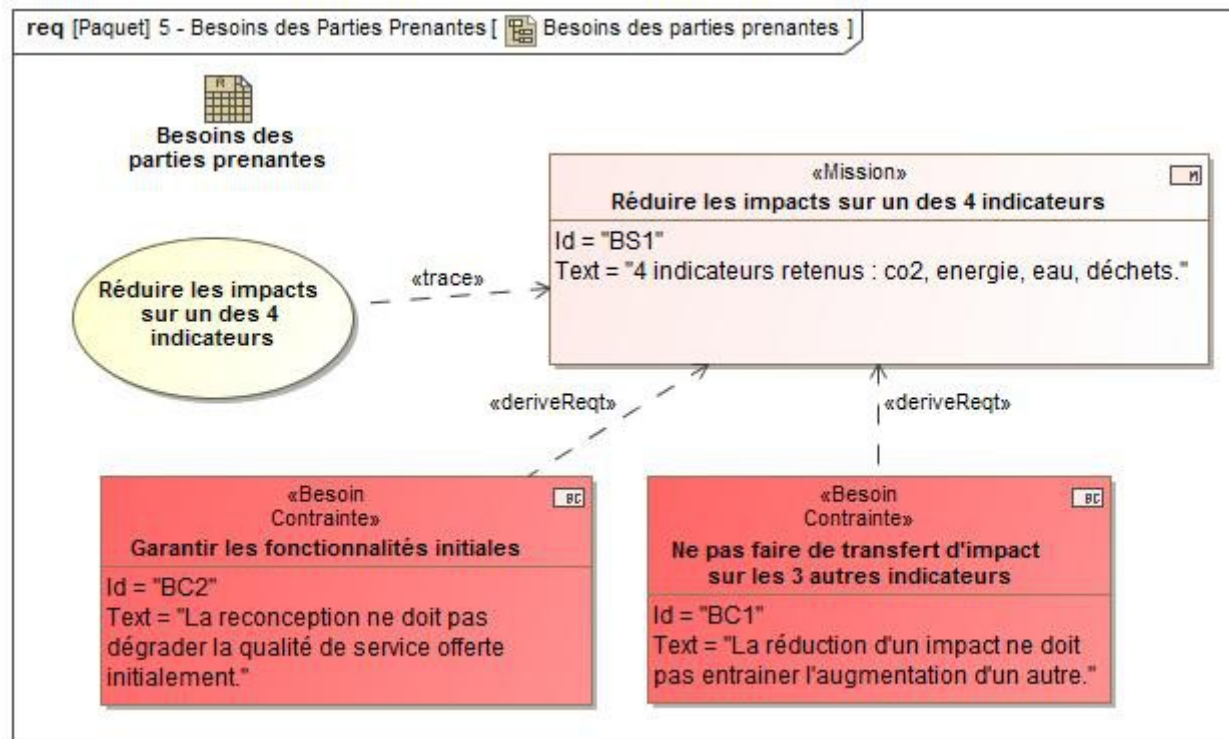 req [Paquet] 5 - Besoins des Parties Prenantes [ Besoins des parties prenantes ]
R
Besoins des
parties prenantes
«Mission»
M
Réduire les impacts sur un des 4 indicateurs
Id = "BS1"
Text = "4 indicateurs retenus : co2, energie, eau, déchets."
Réduire les impacts
sur un des 4
indicateurs
«trace»
«deriveReqt»
«deriveReqt»
«Besoin
Contrainte»
BC
Garantir les fonctionnalités initiales
Id = "BC2"
Text = "La reconception ne doit pas
dégrader la qualité de service offerte
initialement."
«Besoin
Contrainte»
BC
Ne pas faire de transfert d'impact
sur les 3 autres indicateurs
Id = "BC1"
Text = "La réduction d'un impact ne doit
pas entrainer l'augmentation d'un autre."